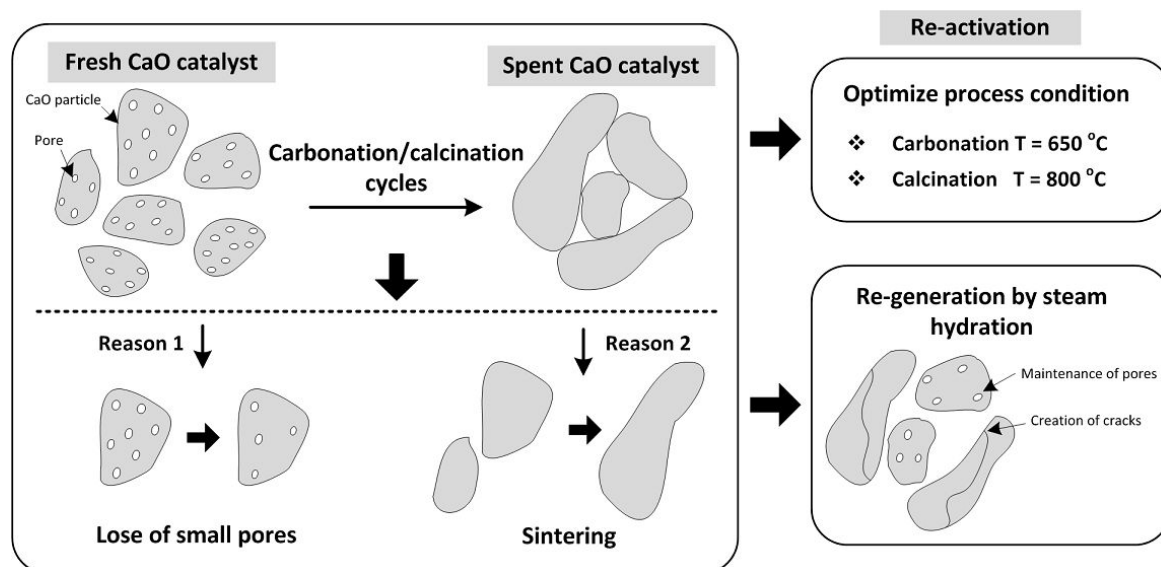 Fresh CaO catalyst
CaO particle
Pore
Carbonation/calcination
cycles
Spent CaO catalyst
Reason 1
Lose of small pores
Reason 2
Sintering
Re-activation
Optimize process condition
❖ Carbonation T = 650 °C
❖ Calcination T = 800 °C
Re-generation by steam
hydration
Maintenance of pores
Creation of cracks